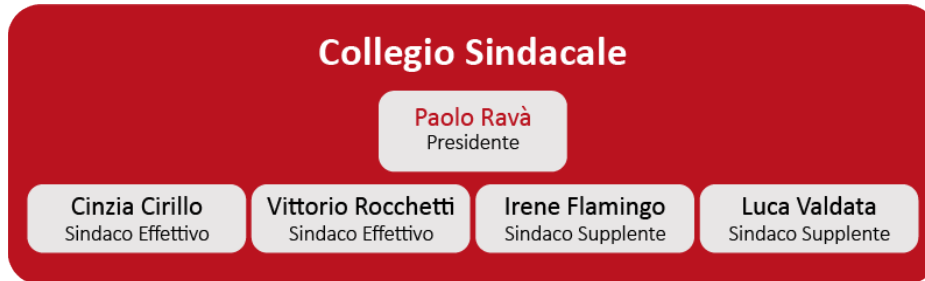 Collegio Sindacale
Paolo Ravà
Presidente
Cinzia Cirillo
Sindaco Effettivo
Vittorio Rocchetti
Sindaco Effettivo
Irene Flamingo
Sindaco Supplente
Luca Valdata
Sindaco Supplente